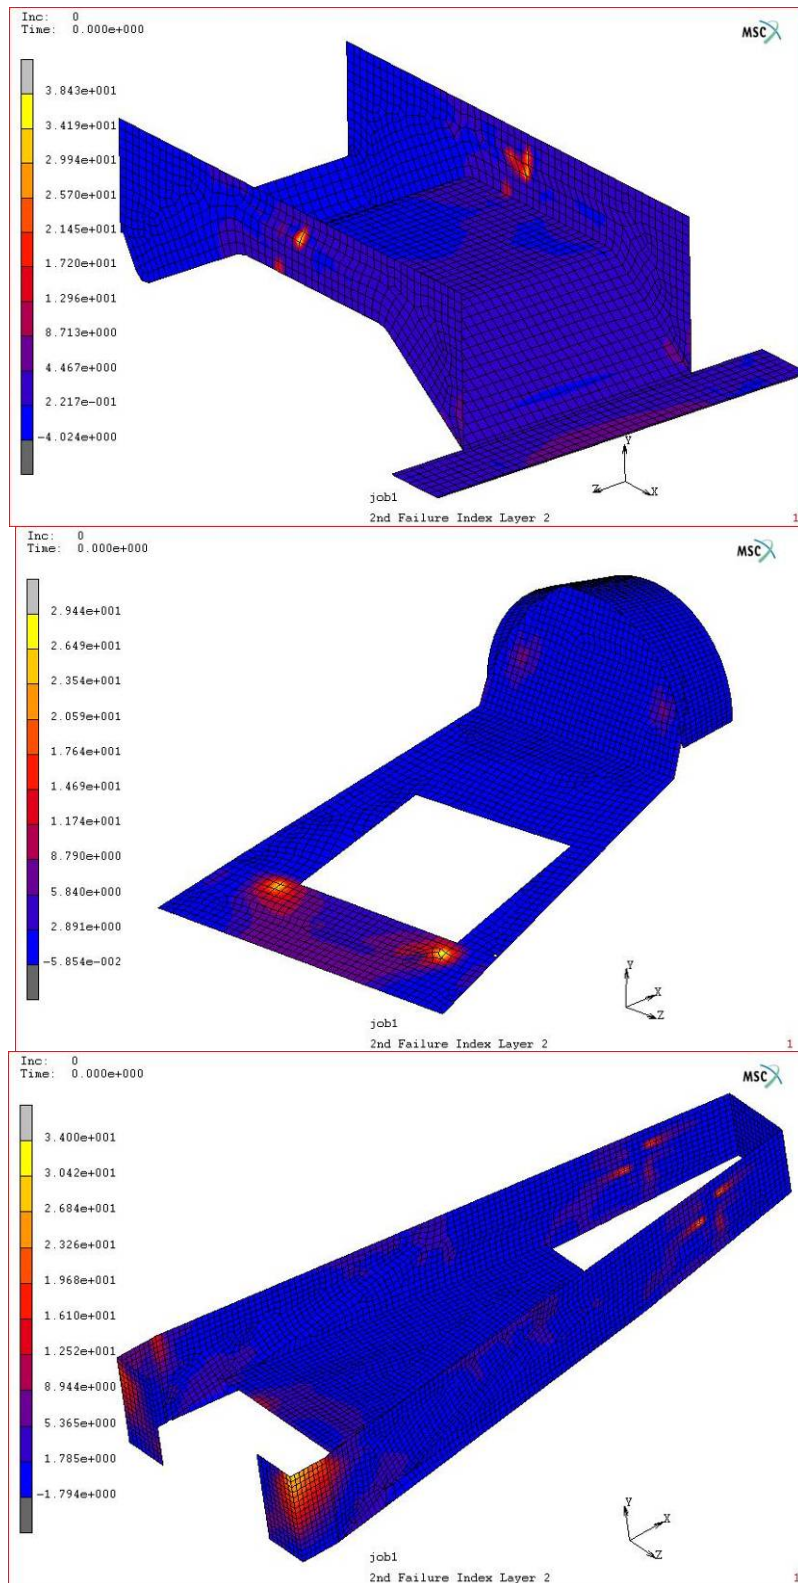 Inc: 0
Time: 0.000e+000
MSC
3.843e+001
3.419e+001
2.994e+001
2.570e+001
2.145e+001
1.720e+001
1.296e+001
8.713e+000
4.467e+000
2.217e-001
-4.024e+000
Y
Z X
job1
2nd Failure Index Layer 2
1
Inc: 0
Time: 0.000e+000
MSC
2.944e+001
2.649e+001
2.354e+001
2.059e+001
1.764e+001
1.469e+001
1.174e+001
8.790e+000
5.840e+000
2.891e+000
-5.854e-002
Y
X
Z
job1
2nd Failure Index Layer 2
1
Inc: 0
Time: 0.000e+000
MSC
3.400e+001
3.042e+001
2.684e+001
2.326e+001
1.968e+001
1.610e+001
1.252e+001
8.944e+000
5.365e+000
1.785e+000
-1.794e+000
Y
X
Z
job1
2nd Failure Index Layer 2
1